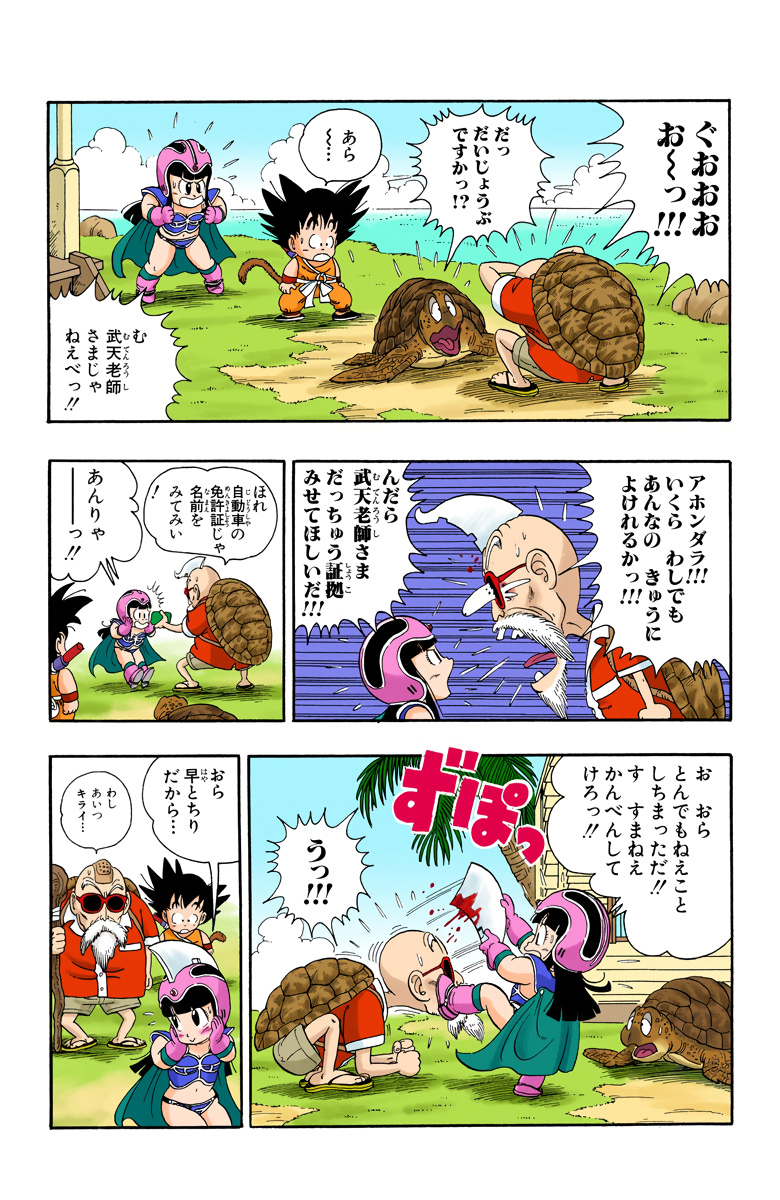 ぐおおお
お～っ!!!
だっ
だいじょうぶ
ですかっ!?
あら
～…
む
武天老師
さまじゃ
ねえべっ!!
アホンダラ!!!
いくら わしでも
あんなの きゅうに
よけれるかっ!!!
んだら
武天老師さま
だっちゅう証拠
みせてほしいだ!!!
ほれ
自動車の
免許証じゃ
名前を
みてみい
!
あんりゃ
──っ!!
お おら
とんでもねえこと
しちまっただ!!
す すまねえ
かんべんして
けろっ!!
ずぽっ
うっ!!!
おら
早とちり
だから…
わし
あいつ
キライ…